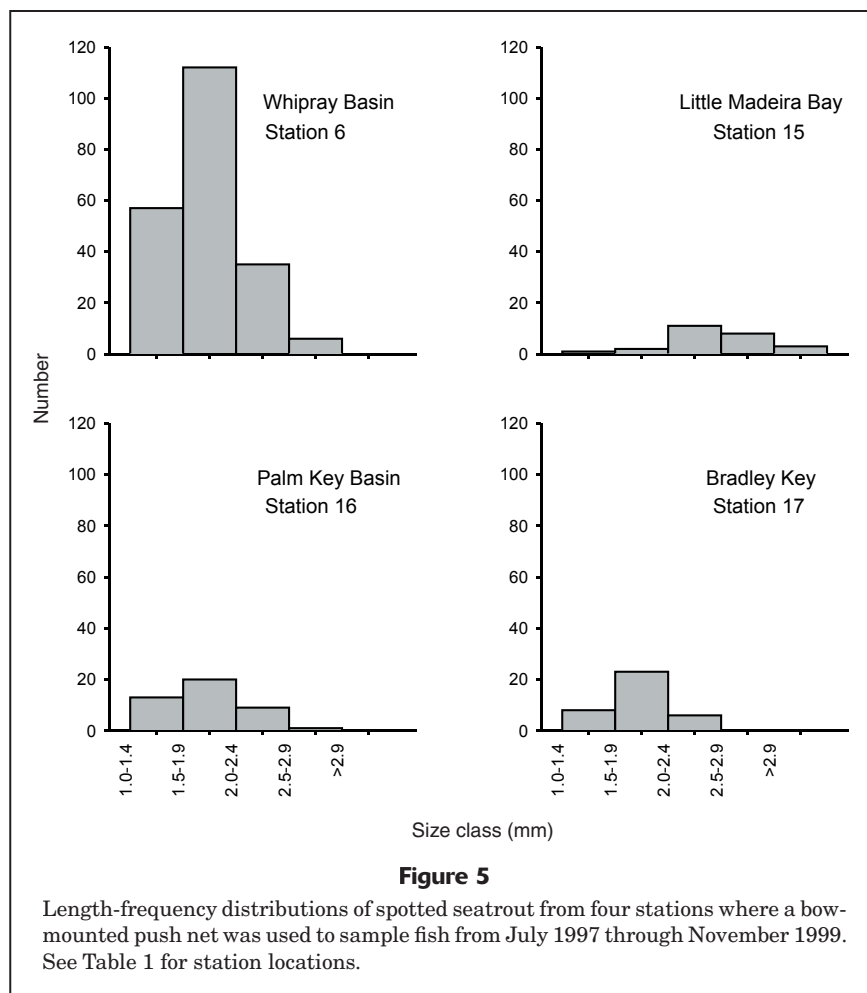 120
100
80
60
40
20
0
Whipray Basin
Station 6
120
100
80
60
40
20
0
Little Madeira Bay
Station 15
Number
120
100
80
60
40
20
0
1.0-1.4
1.5-1.9
2.0-2.4
2.5-2.9
>2.9
Palm Key Basin
Station 16
120
100
80
60
40
20
0
1.0-1.4
1.5-1.9
2.0-2.4
2.5-2.9
>2.9
Bradley Key
Station 17
Size class (mm)
Figure 5
Length-frequency distributions of spotted seatrout from four stations where a bow-
mounted push net was used to sample fish from July 1997 through November 1999.
See Table 1 for station locations.